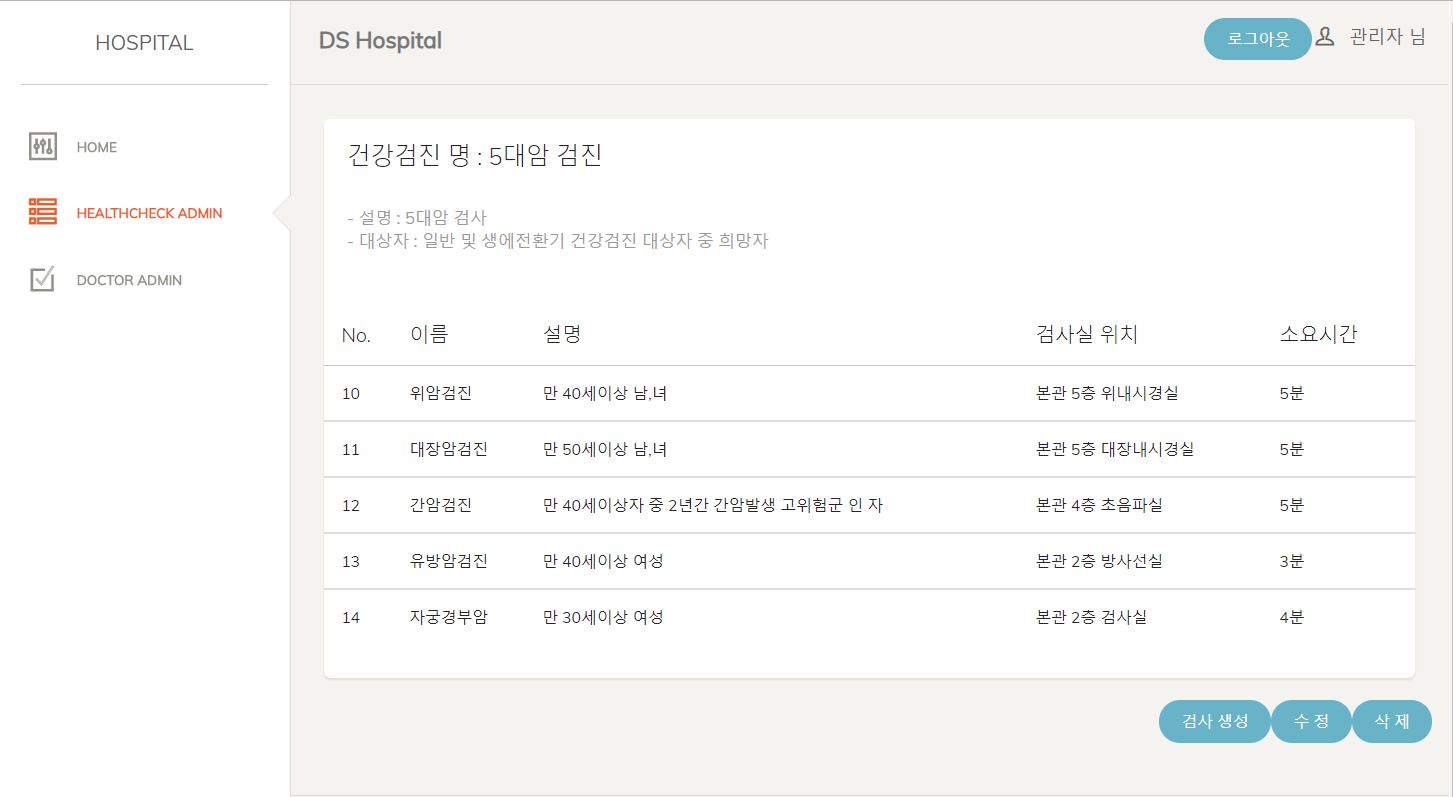 HOSPITAL
DS Hospital
로그아웃 관리자 님
HOME
HEALTHCHECK ADMIN
DOCTOR ADMIN
건강검진 명 : 5대암 검진
- 설명 : 5대암 검사
- 대상자 : 일반 및 생에전환기 건강검진 대상자 중 희망자
No. 이름 설명 검사실 위치 소요시간
10 위암검진 만 40세이상 남,녀 본관 5층 위내시경실 5분
11 대장암검진 만 50세이상 남,녀 본관 5층 대장내시경실 5분
12 간암검진 만 40세이상자 중 2년간 간암발생 고위험군 인 자 본관 4층 초음파실 5분
13 유방암검진 만 40세이상 여성 본관 2층 방사선실 3분
14 자궁경부암 만 30세이상 여성 본관 2층 검사실 4분
검사 생성 수 정 삭 제